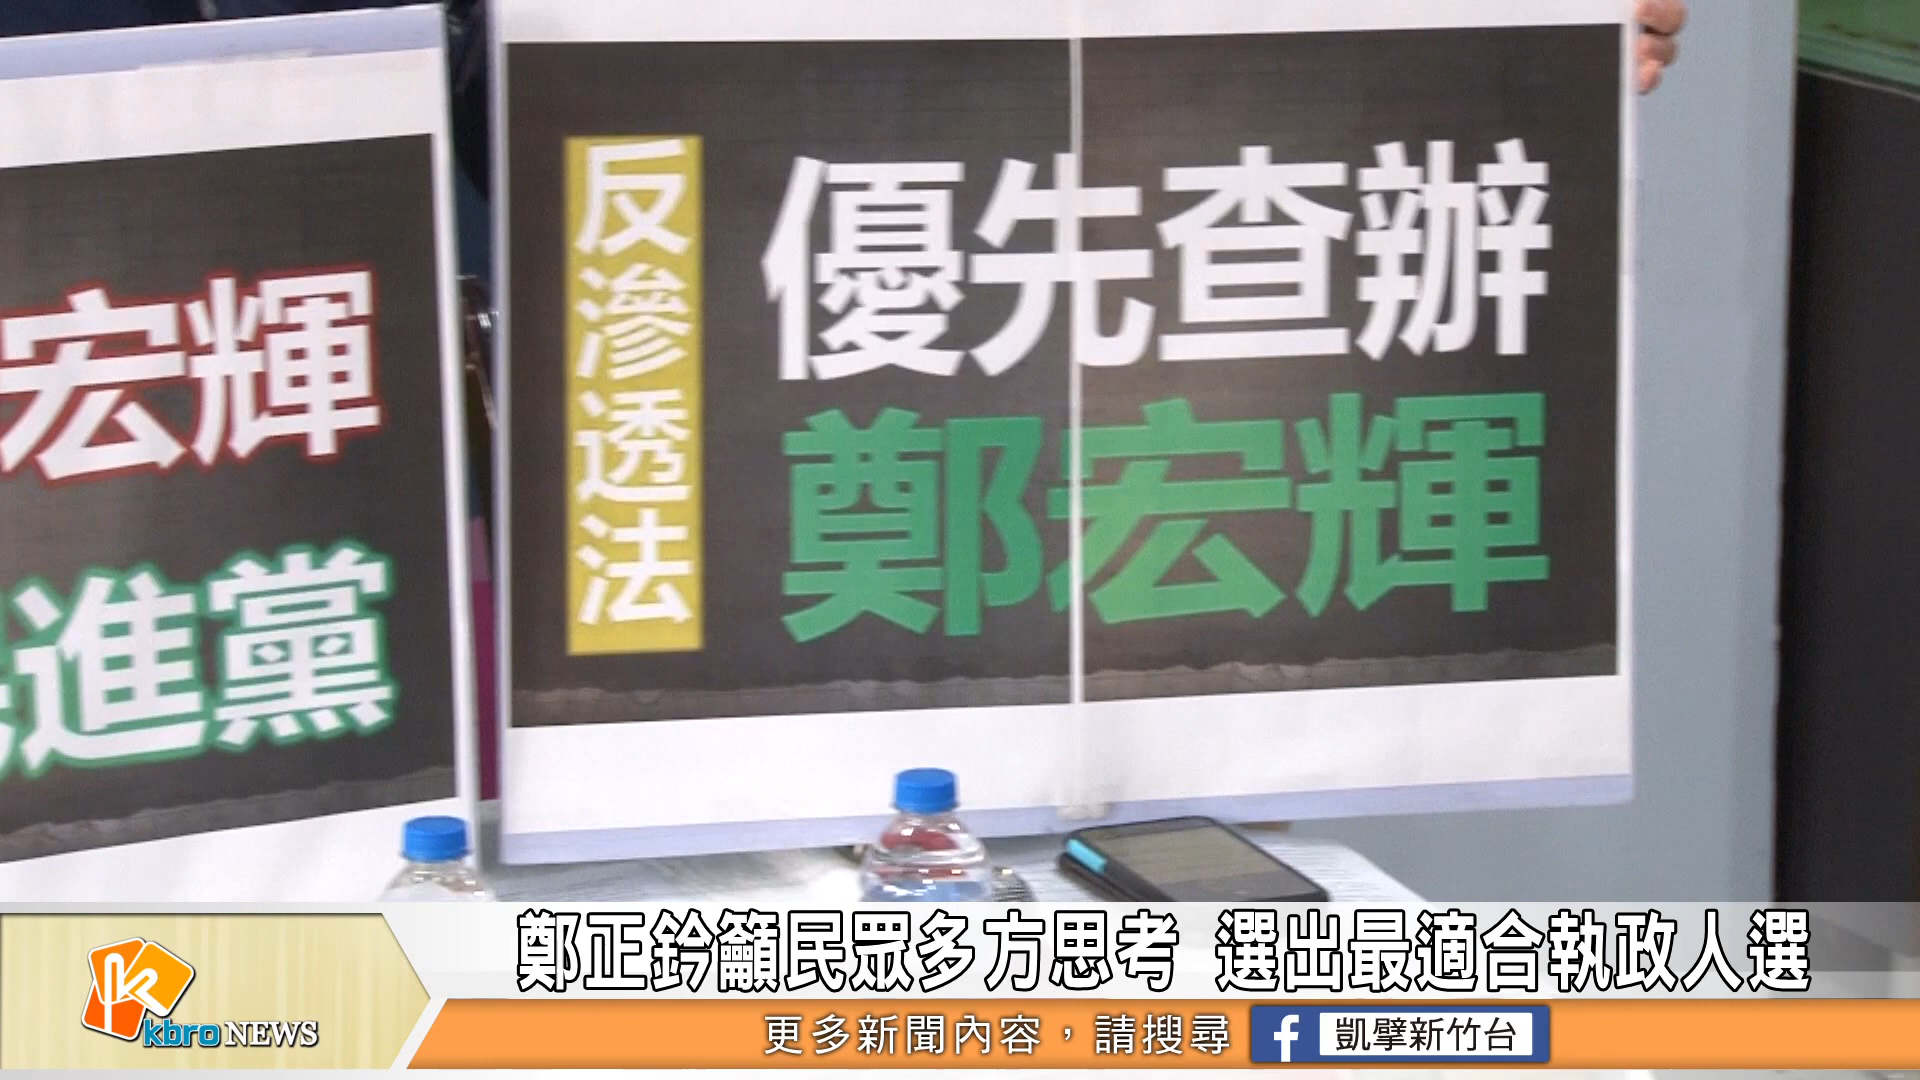 宏輝
進黨
反滲透法
優先查辦
鄭宏輝
鄭正鈐籲民眾多方思考 選出最適合執政人選
kbro NEWS
更多新聞內容，請搜尋 f 凱擘新竹台